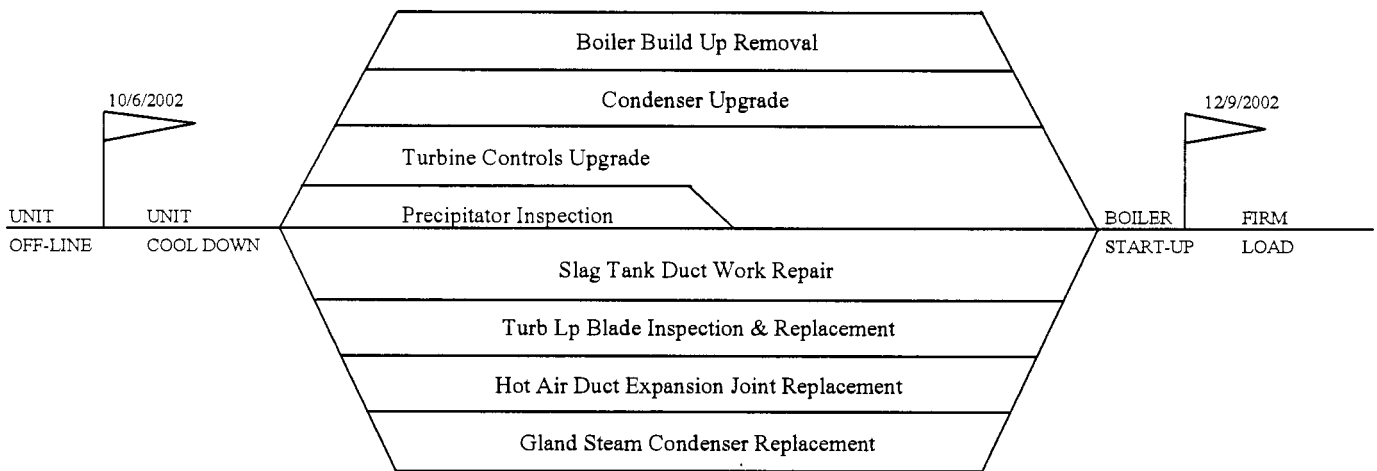 Boiler Build Up Removal
Condenser Upgrade
10/6/2002
12/9/2002
Turbine Controls Upgrade
Precipitator Inspection
UNIT
OFF-LINE
UNIT
COOL DOWN
BOILER
START-UP
FIRM
LOAD
Slag Tank Duct Work Repair
Turb Lp Blade Inspection & Replacement
Hot Air Duct Expansion Joint Replacement
Gland Steam Condenser Replacement